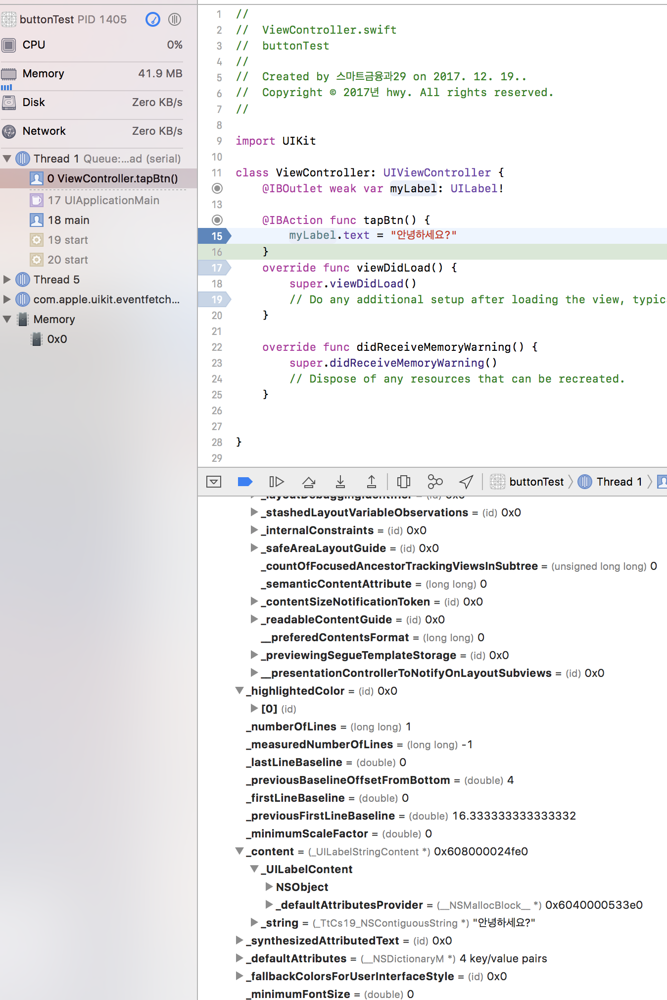 buttonTest PID 1405
CPU 0%
Memory 41.9 MB
Disk Zero KB/s
Network Zero KB/s
Thread 1 Queue:...ad (serial)
0 ViewController.tapBtn()
17 UIApplicationMain
18 main
19 start
20 start
Thread 5
com.apple.uikit.eventfetch...
Memory
0x0
1 //
2 // ViewController.swift
3 // buttonTest
4 //
5 // Created by 스마트금융과29 on 2017. 12. 19..
6 // Copyright © 2017년 hwy. All rights reserved.
7 //
8
9 import UIKit
10
11 class ViewController: UIViewController {
@IBOutlet weak var myLabel: UILabel!
13
@IBAction func tapBtn() {
15 myLabel.text = "안녕하세요?"
16 }
17 override func viewDidLoad() {
18 super.viewDidLoad()
19 // Do any additional setup after loading the view, typic
20 }
21
22 override func didReceiveMemoryWarning() {
23 super.didReceiveMemoryWarning()
24 // Dispose of any resources that can be recreated.
25 }
26
27
28 }
29
buttonTest Thread 1
_layoutDebuggingIdentifier = (id) 0x0
_stashedLayoutVariableObservations = (id) 0x0
_internalConstraints = (id) 0x0
_safeAreaLayoutGuide = (id) 0x0
_countOfFocusedAncestorTrackingViewsInSubtree = (unsigned long long) 0
_semanticContentAttribute = (long long) 0
_contentSizeNotificationToken = (id) 0x0
_readableContentGuide = (id) 0x0
__preferedContentsFormat = (long long) 0
_previewingSegueTemplateStorage = (id) 0x0
__presentationControllerToNotifyOnLayoutSubviews = (id) 0x0
_highlightedColor = (id) 0x0
[0] (id)
_numberOfLines = (long long) 1
_measuredNumberOfLines = (long long) -1
_lastLineBaseline = (double) 0
_previousBaselineOffsetFromBottom = (double) 4
_firstLineBaseline = (double) 0
_previousFirstLineBaseline = (double) 16.333333333333332
_minimumScaleFactor = (double) 0
_content = (_UILabelStringContent *) 0x608000024fe0
_UILabelContent
NSObject
_defaultAttributesProvider = (__NSMallocBlock__ *) 0x6040000533e0
_string = (_TtCs19_NSContiguousString *) "안녕하세요?"
_synthesizedAttributedText = (id) 0x0
_defaultAttributes = (__NSDictionaryM *) 4 key/value pairs
_fallbackColorsForUserInterfaceStyle = (id) 0x0
_minimumFontSize = (double) 0